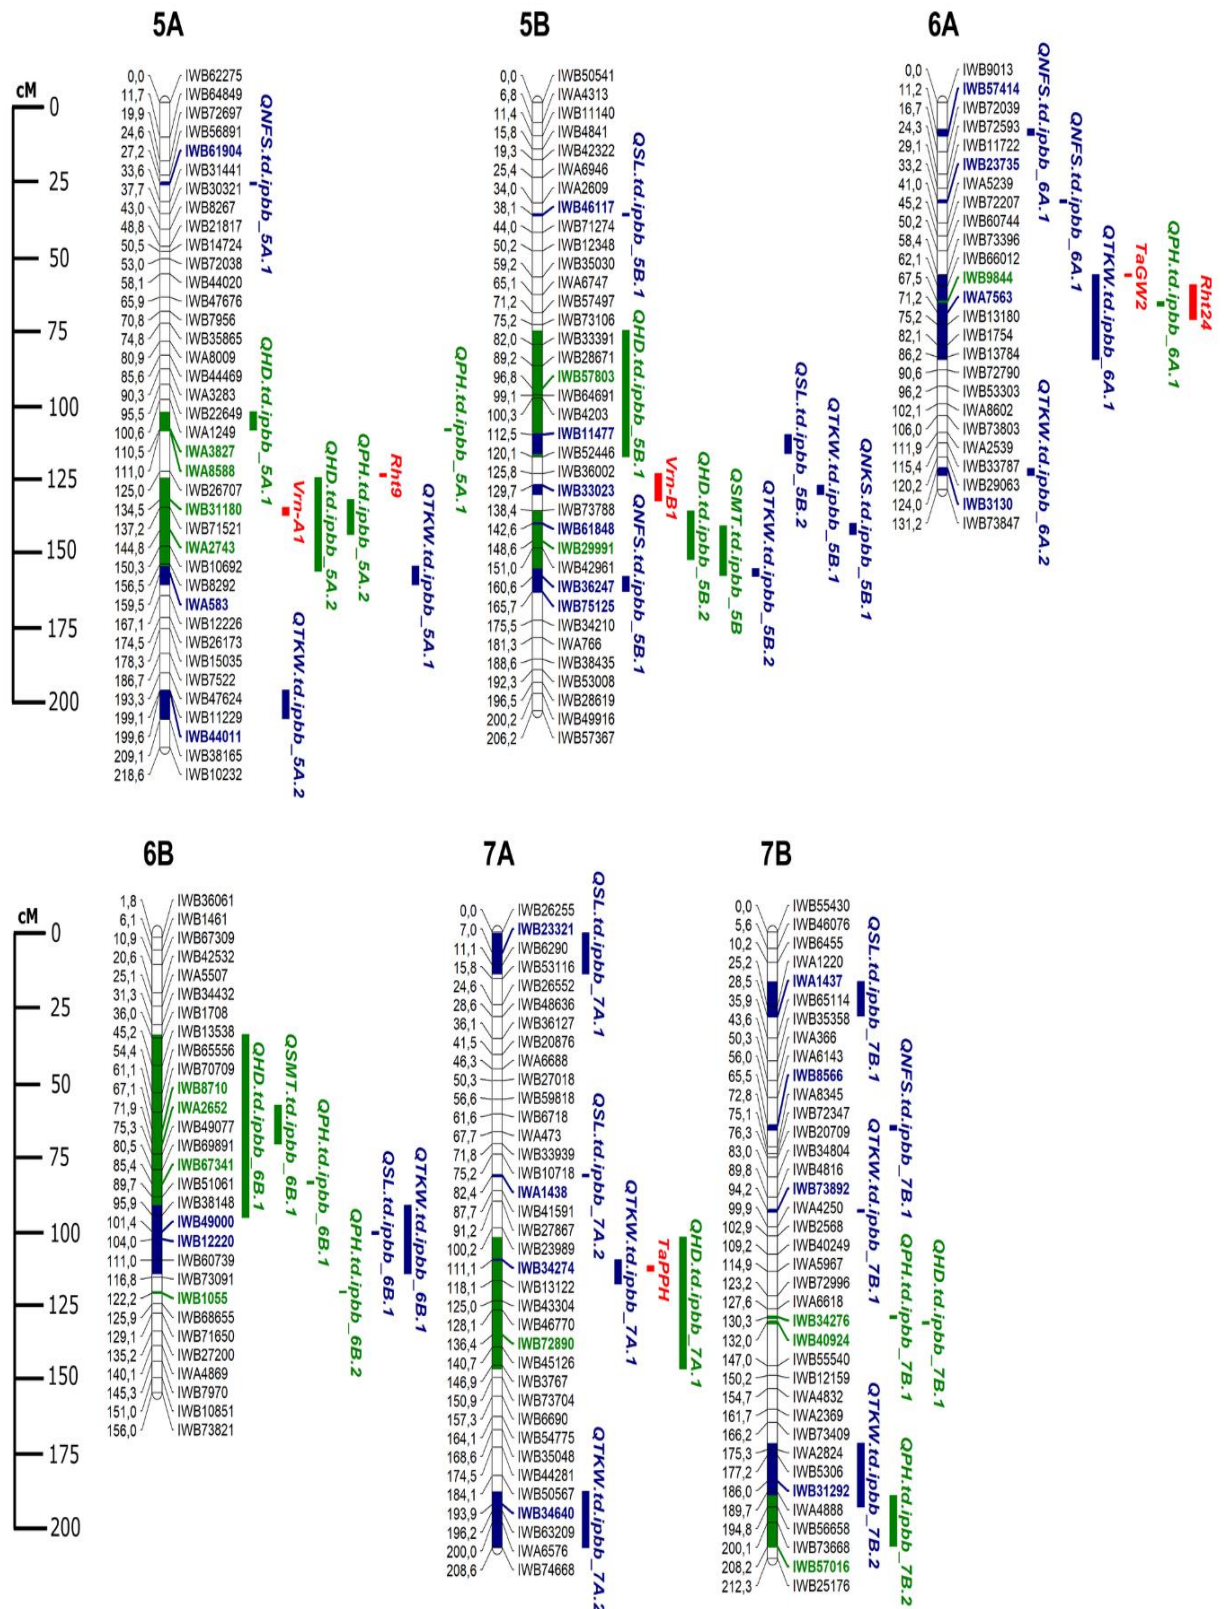 5A
cM
0
25
50
75
100
125
150
175
200
0,0 IWB62275
11,7 IWB64849
19,9 IWB72697
24,6 IWB56891
27,2 IWB61904
33,6 IWB31441
37,7 IWB30321
43,0 IWB8267
48,8 IWB21817
50,5 IWB14724
53,0 IWB72038
58,1 IWB44020
65,9 IWB47676
70,8 IWB7956
74,8 IWB35865
80,9 IWA8009
85,6 IWB44469
90,3 IWA3283
95,5 IWB22649
100,6 IWA1249
110,5 IWA3827
111,0 IWA8588
125,0 IWB26707
134,5 IWB31180
137,2 IWB71521
144,8 IWA2743
150,3 IWB10692
156,5 IWB8292
159,5 IWA583
167,1 IWB12226
174,5 IWB26173
178,3 IWB15035
186,7 IWB7522
193,3 IWB47624
199,1 IWB11229
199,6 IWB44011
209,1 IWB38165
218,6 IWB10232
QNFS.td.ipbb_5A.1
QHD.td.ipbb_5A.1
Vrn-A1
QTKW.td.ipbb_5A.2
QHD.td.ipbb_5A.2
QPH.td.ipbb_5A.2
Rht9
QTKW.td.ipbb_5A.1
QPH.td.ipbb_5A.1
5B
0,0 IWB50541
6,8 IWA4313
11,4 IWB11140
15,8 IWB4841
19,3 IWB42322
25,4 IWA6946
34,0 IWA2609
38,1 IWB46117
44,0 IWB71274
50,2 IWB12348
59,2 IWB35030
65,1 IWA6747
71,2 IWB57497
75,2 IWB73106
82,0 IWB33391
89,2 IWB28671
96,8 IWB57803
99,1 IWB64691
100,3 IWB4203
112,5 IWB11477
120,1 IWB52446
125,8 IWB36002
129,7 IWB33023
138,4 IWB73788
142,6 IWB61848
148,6 IWB29991
151,0 IWB42961
160,6 IWB36247
165,7 IWB75125
175,5 IWB34210
181,3 IWA766
188,6 IWB38435
192,3 IWB53008
196,5 IWB28619
200,2 IWB49916
206,2 IWB57367
QSL.td.ipbb_5B.1
QHD.td.ipbb_5B.1
QNFS.td.ipbb_5B.1
Vrn-B1
QHD.td.ipbb_5B.2
QSMT.td.ipbb_5B
QTKW.td.ipbb_5B.2
QSL.td.ipbb_5B.2
QTKW.td.ipbb_5B.1
QNKS.td.ipbb_5B.1
6A
0,0 IWB9013
11,2 IWB57414
16,7 IWB72039
24,3 IWB72593
29,1 IWB11722
33,2 IWB23735
41,0 IWA5239
45,2 IWB72207
50,2 IWB60744
58,4 IWB73396
62,1 IWB66012
67,5 IWB9844
71,2 IWA7563
75,2 IWB13180
82,1 IWB1754
86,2 IWB13784
90,6 IWB72790
96,2 IWB53303
102,1 IWA8602
106,0 IWB73803
111,9 IWA2539
115,4 IWB33787
120,2 IWB29063
124,0 IWB3130
131,2 IWB73847
QNFS.td.ipbb_6A.1
QTKW.td.ipbb_6A.2
QNFS.td.ipbb_6A.1
QTKW.td.ipbb_6A.1
TaGW2
QPH.td.ipbb_6A.1
Rht24
6B
cM
0
25
50
75
100
125
150
175
200
1,8 IWB36061
6,1 IWB1461
10,9 IWB67309
20,6 IWB42532
25,1 IWA5507
31,3 IWB34432
36,0 IWB1708
45,2 IWB13538
54,4 IWB65556
61,1 IWB70709
67,1 IWB8710
71,9 IWA2652
75,3 IWB49077
80,5 IWB69891
85,4 IWB67341
89,7 IWB51061
95,9 IWB38148
101,4 IWB49000
104,0 IWB12220
111,0 IWB60739
116,8 IWB73091
122,2 IWB1055
125,9 IWB68655
129,1 IWB71650
135,2 IWB27200
140,1 IWA4869
145,3 IWB7970
151,0 IWB10851
156,0 IWB73821
QHD.td.ipbb_6B.1
QSMT.td.ipbb_6B.1
QPH.td.ipbb_6B.1
QPH.td.ipbb_6B.2
QSL.td.ipbb_6B.1
QTKW.td.ipbb_6B.1
7A
0,0 IWB26255
7,0 IWB23321
11,1 IWB6290
15,8 IWB53116
24,6 IWB26552
28,6 IWB48636
36,1 IWB36127
41,5 IWB20876
46,3 IWA6688
50,3 IWB27018
56,6 IWB59818
61,6 IWB6718
67,7 IWA473
71,8 IWB33939
75,2 IWB10718
82,4 IWA1438
87,7 IWB41591
91,2 IWB27867
100,2 IWB23989
111,1 IWB34274
118,1 IWB13122
125,0 IWB43304
128,1 IWB46770
136,4 IWB72890
140,7 IWB45126
146,9 IWB3767
150,9 IWB73704
157,3 IWB6690
164,1 IWB54775
168,6 IWB35048
174,5 IWB44281
184,1 IWB50567
193,9 IWB34640
196,2 IWB63209
200,0 IWA6576
208,6 IWB74668
QSL.td.ipbb_7A.1
QSL.td.ipbb_7A.2
QTKW.td.ipbb_7A.2
QTKW.td.ipbb_7A.1
TaPPH
QHD.td.ipbb_7A.1
7B
0,0 IWB55430
5,6 IWB46076
10,2 IWB6455
25,2 IWA1220
28,5 IWA1437
35,9 IWB65114
43,6 IWB35358
50,3 IWA366
56,0 IWA6143
65,5 IWB8566
72,8 IWA8345
75,1 IWB72347
76,3 IWB20709
83,0 IWB34804
89,8 IWB4816
94,2 IWB73892
99,9 IWA4250
102,9 IWB2568
109,2 IWB40249
114,9 IWA5967
123,2 IWB72996
127,6 IWA6618
130,3 IWB34276
132,0 IWB40924
147,0 IWB55540
150,2 IWB12159
154,7 IWA4832
161,7 IWA2369
166,2 IWB73409
175,3 IWA2824
177,2 IWB5306
186,0 IWB31292
189,7 IWA4888
194,8 IWB56658
200,1 IWB73668
208,2 IWB57016
212,3 IWB25176
QSL.td.ipbb_7B.1
QTKW.td.ipbb_7B.1
QTKW.td.ipbb_7B.2
QNFS.td.ipbb_7B.1
QPH.td.ipbb_7B.1
QHD.td.ipbb_7B.1
QPH.td.ipbb_7B.2